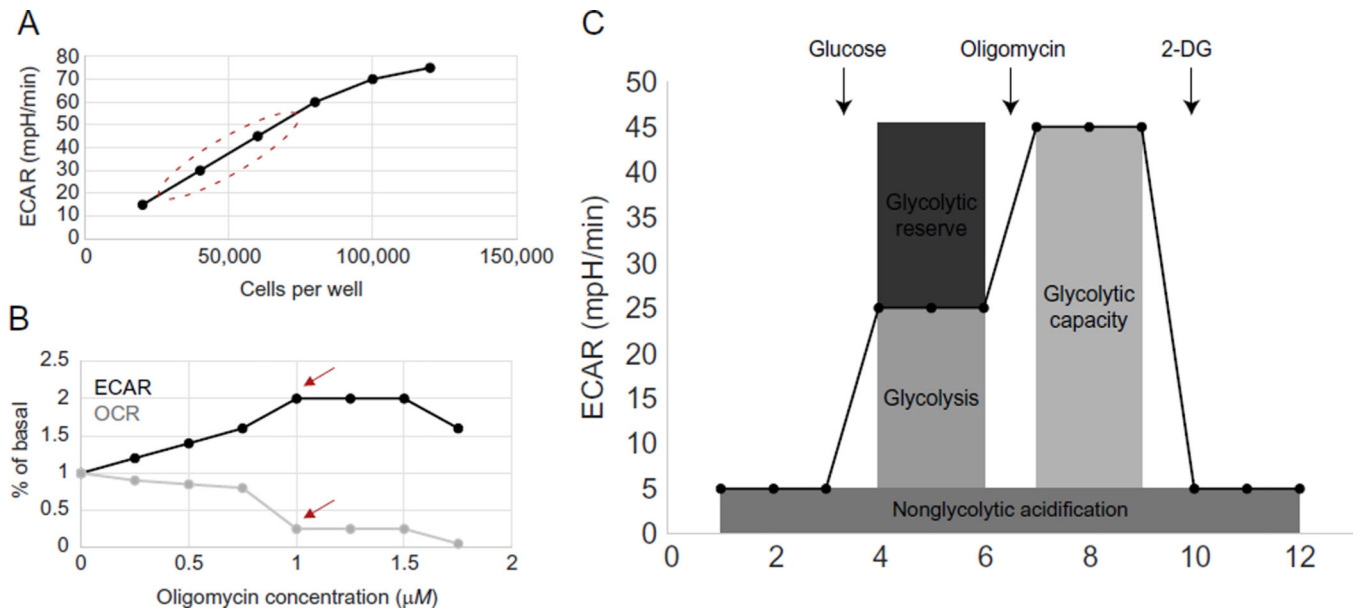 A
ECAR (mpH/min)
80
70
60
50
40
30
20
10
0
0
50,000
100,000
150,000
Cells per well
B
% of basal
2.5
2
1.5
1
0.5
0
ECAR
OCR
0
0.5
1
1.5
2
Oligomycin concentration (μM)
C
Glucose
Oligomycin
2-DG
ECAR (mpH/min)
50
45
40
35
30
25
20
15
10
5
0
Glycolytic
reserve
Glycolysis
Glycolytic
capacity
Nonglycolytic acidification
0
2
4
6
8
10
12